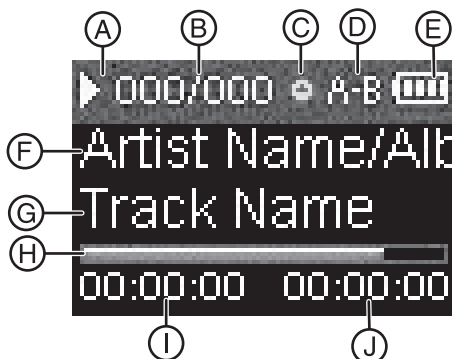 A B C D E
000/000 A-B
F Artist Name/Alb
G Track Name
H
00:00:00 00:00:00
I J